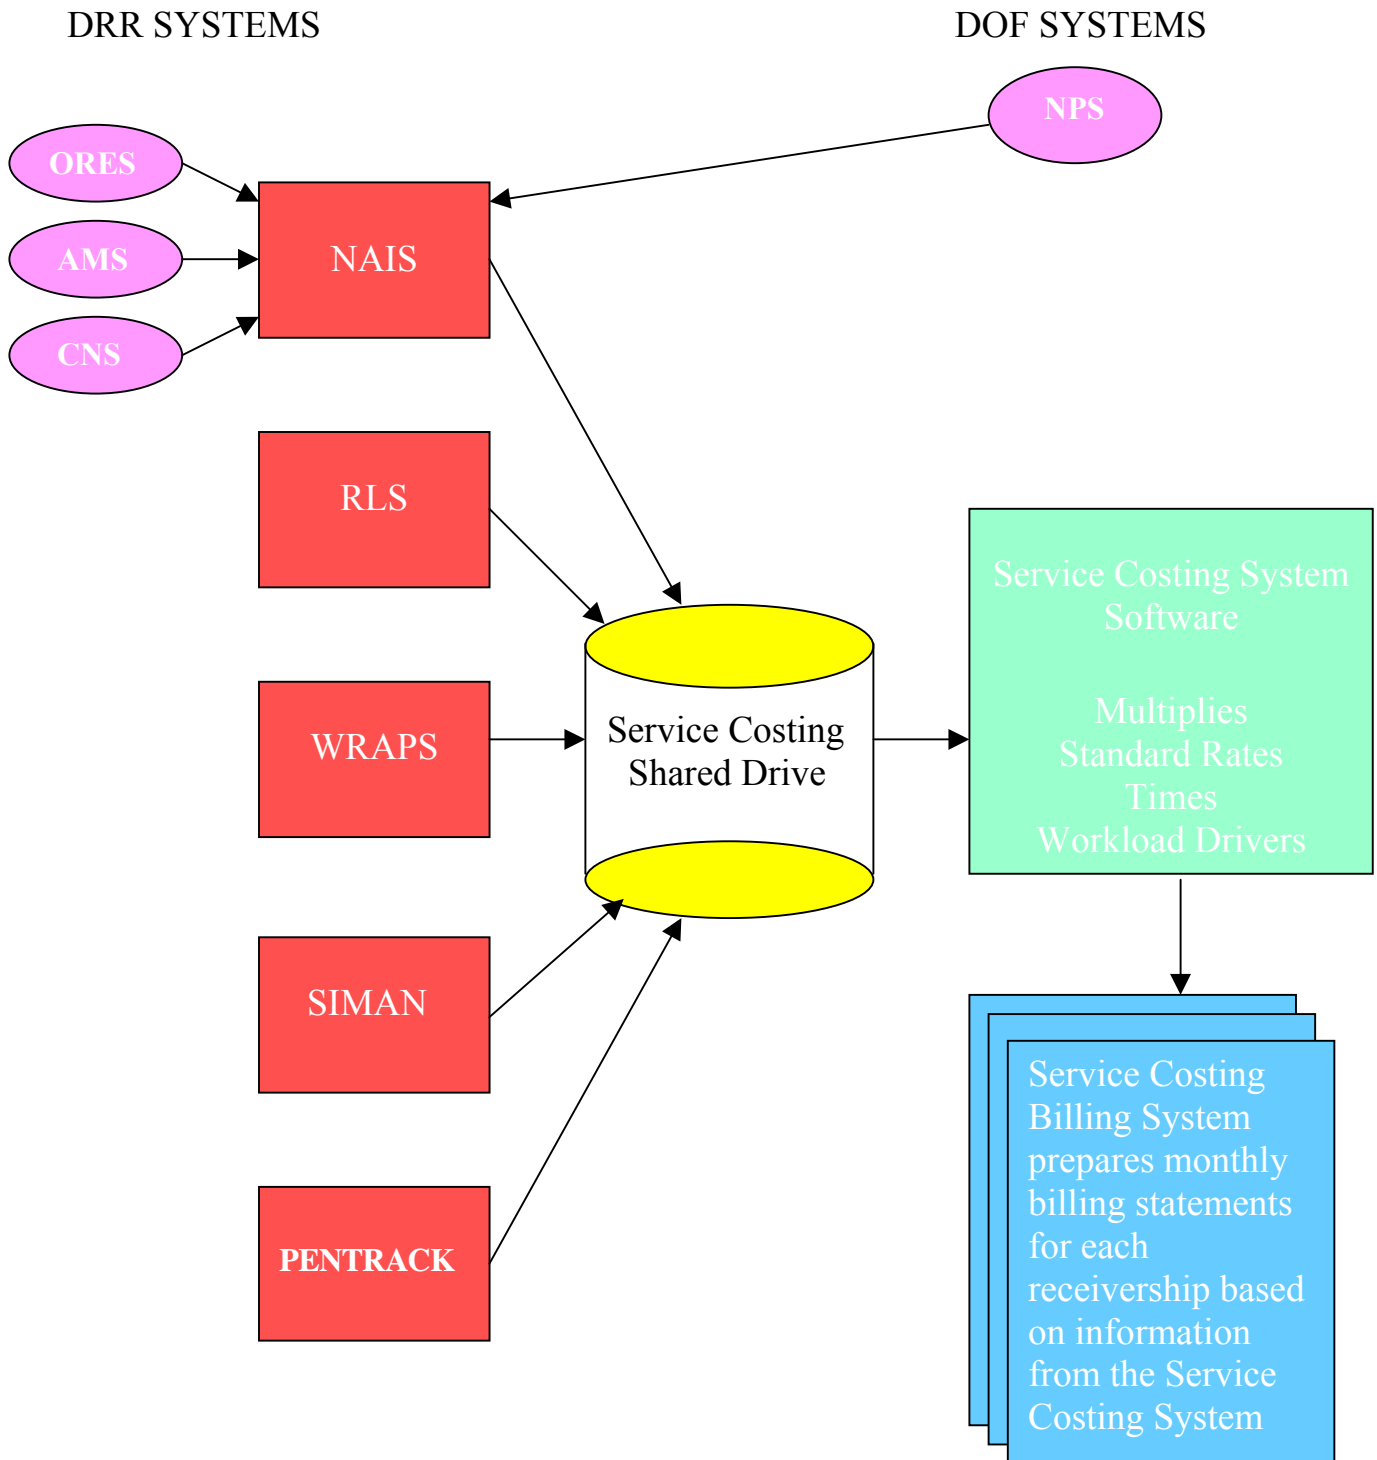 DRR SYSTEMS
DOF SYSTEMS
NPS
ORES
AMS
CNS
NAIS
RLS
WRAPS
SIMAN
PENTRACK
Service Costing
Shared Drive
Service Costing System
Software
Multiplies
Standard Rates
Times
Workload Drivers
Service Costing
Billing System
prepares monthly
billing statements
for each
receivership based
on information
from the Service
Costing System